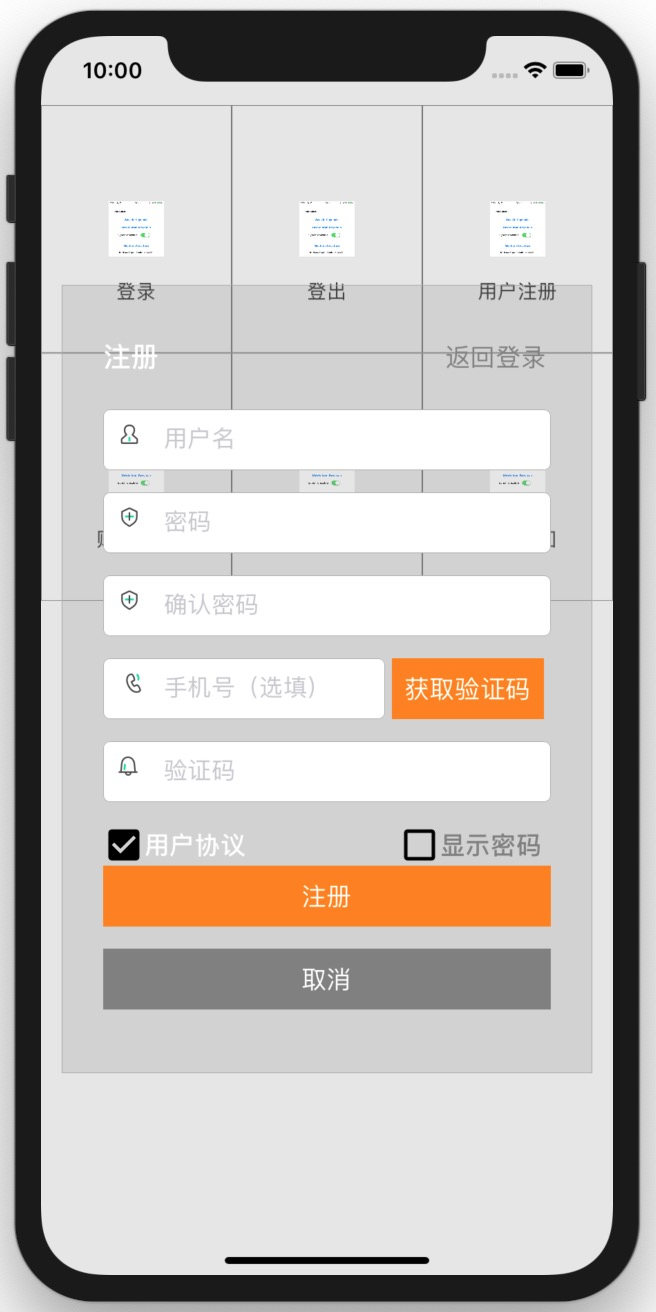 10:00
登录 登出 用户注册
注册 返回登录
用户名
密码
确认密码
手机号（选填） 获取验证码
验证码
用户协议 显示密码
注册
取消